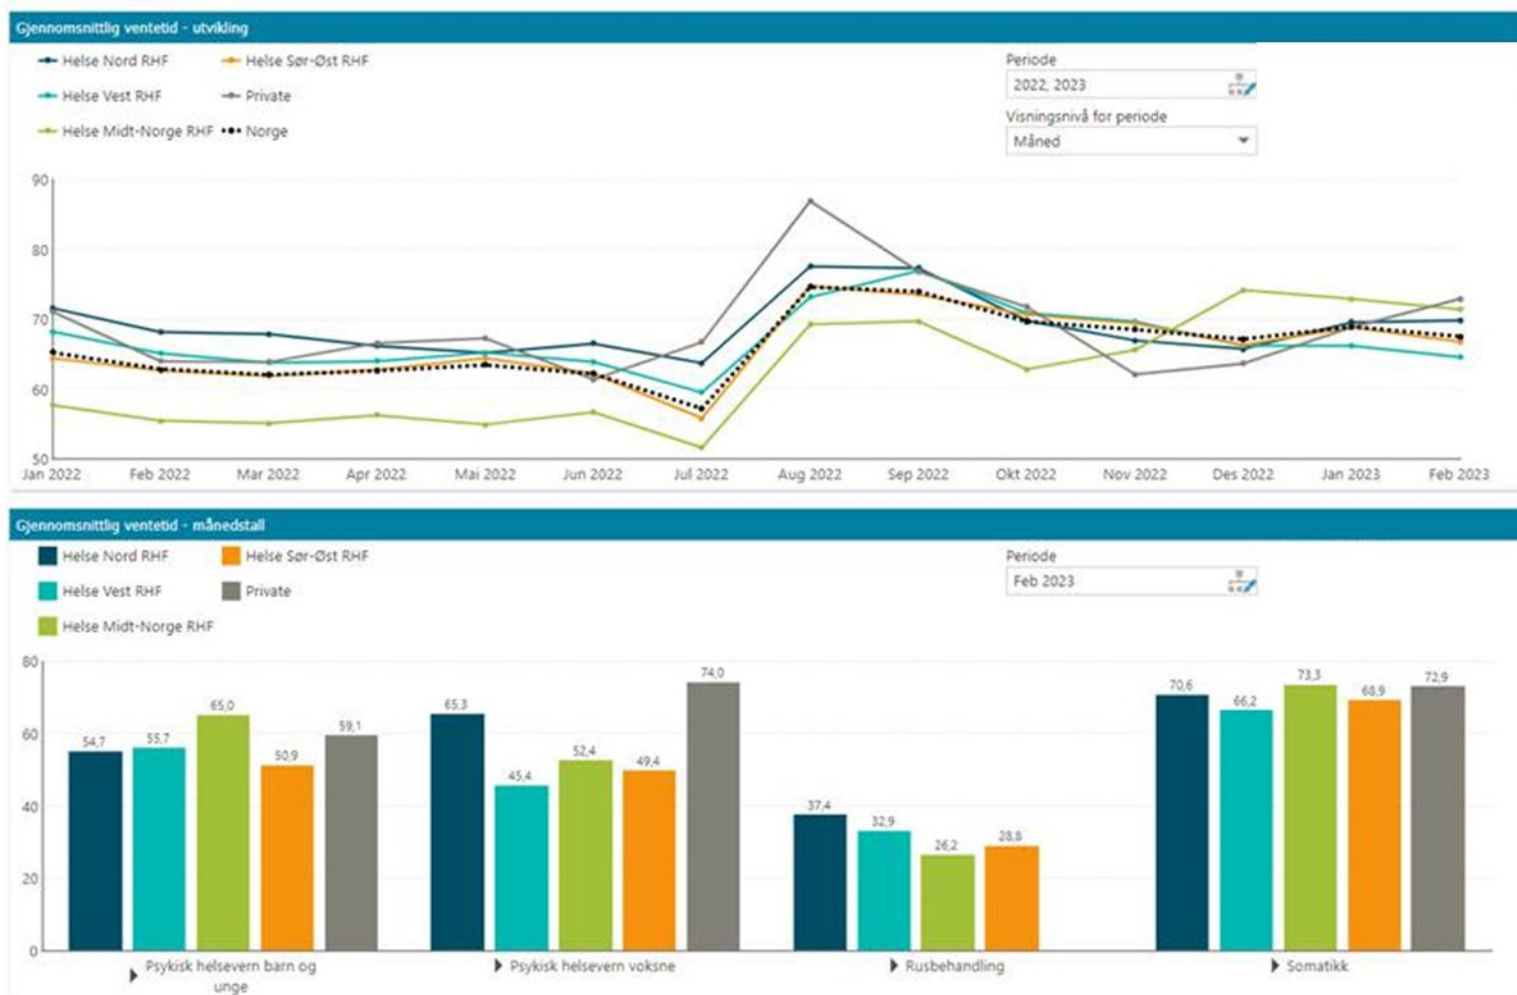 Gjennomsnittlig ventetid - utvikling
Helse Nord RHF
Helse Sør-Øst RHF
Helse Vest RHF
Private
Helse Midt-Norge RHF
Norge
Periode
2022, 2023
Visningsnivå for periode
Måned
90
80
70
60
50
Jan 2022 Feb 2022 Mar 2022 Apr 2022 Mai 2022 Jun 2022 Jul 2022 Aug 2022 Sep 2022 Okt 2022 Nov 2022 Des 2022 Jan 2023 Feb 2023
Gjennomsnittlig ventetid - månedstall
Helse Nord RHF
Helse Sør-Øst RHF
Helse Vest RHF
Private
Helse Midt-Norge RHF
Periode
Feb 2023
80
60
40
20
0
54,7 55,7 65,0 50,9 59,1
65,3 45,4 52,4 49,4 74,0
37,4 32,9 26,2 28,8
70,6 66,2 73,3 68,9 72,9
Psykisk helsevern barn og
unge
Psykisk helsevern voksne
Rusbehandling
Somatikk